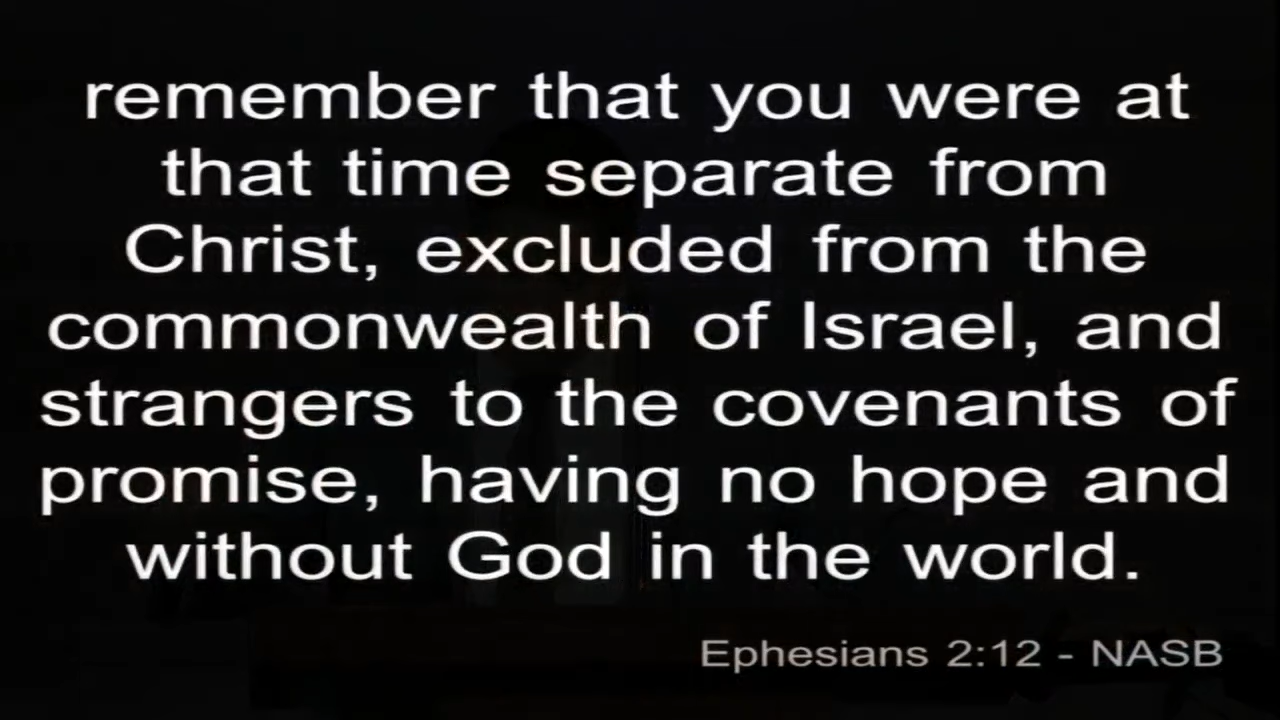 remember that you were at
that time separate from
Christ, excluded from the
commonwealth of Israel, and
strangers to the covenants of
promise, having no hope and
without God in the world.
Ephesians 2:12 - NASB